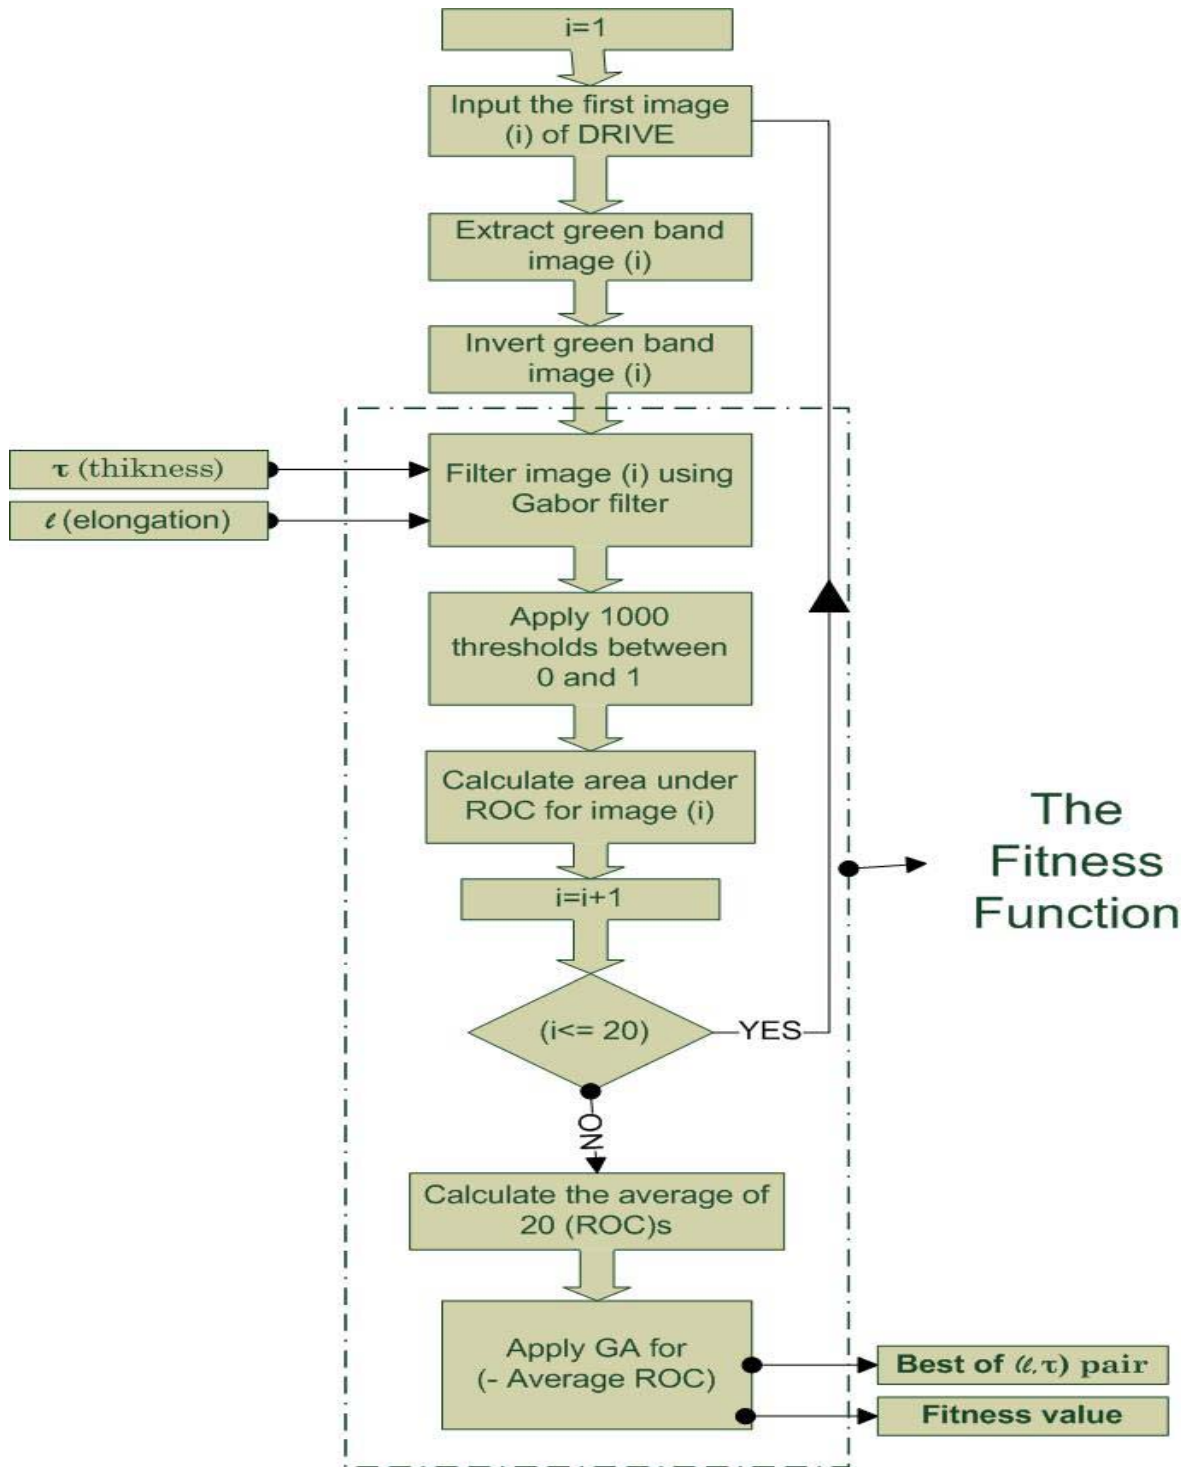 i=1
Input the first image
(i) of DRIVE
Extract green band
image (i)
Invert green band
image (i)
τ (thikness)
ℓ (elongation)
Filter image (i) using
Gabor filter
Apply 1000
thresholds between
0 and 1
Calculate area under
ROC for image (i)
The
Fitness
Function
i=i+1
(i<= 20)
YES
NO
Calculate the average of
20 (ROC)s
Apply GA for
(- Average ROC)
Best of (ℓ,τ) pair
Fitness value